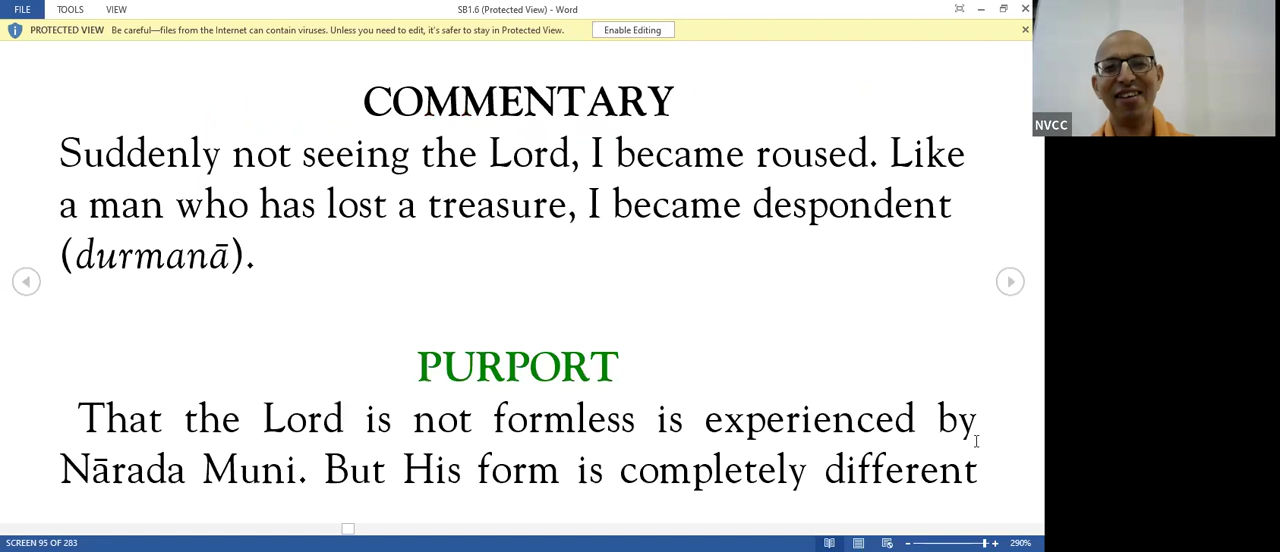 FILE TOOLS VIEW SB1.6 (Protected View) - Word
PROTECTED VIEW Be careful—files from the Internet can contain viruses. Unless you need to edit, it's safer to stay in Protected View. Enable Editing
COMMENTARY
Suddenly not seeing the Lord, I became roused. Like
a man who has lost a treasure, I became despondent
(durmanā).
PURPORT
That the Lord is not formless is experienced by
Nārada Muni. But His form is completely different
SCREEN 95 OF 283 290%
NVCC